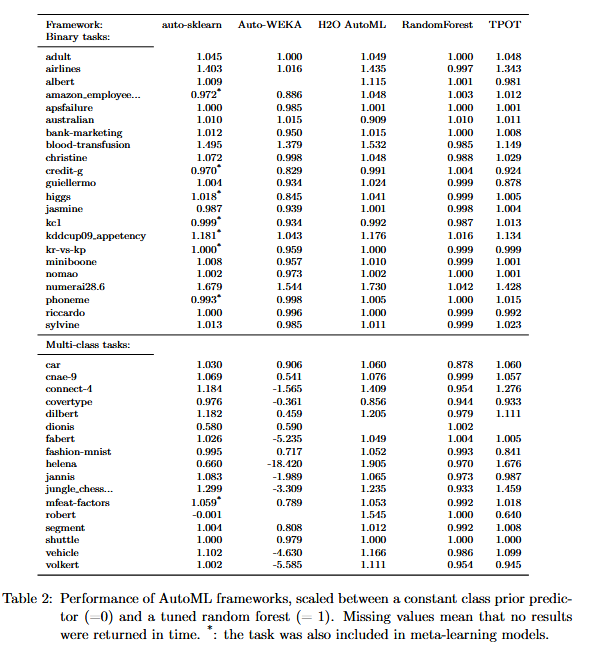 Framework: auto-sklearn Auto-WEKA H2O AutoML RandomForest TPOT
Binary tasks:
adult 1.045 1.000 1.049 1.000 1.048
airlines 1.403 1.016 1.435 0.997 1.343
albert 1.009 1.115 1.001 0.981
amazon_employee... 0.972* 0.886 1.048 1.003 1.012
apsfailure 1.000 0.985 1.001 1.000 1.001
australian 1.010 1.015 0.909 1.010 1.011
bank-marketing 1.012 0.950 1.015 1.000 1.008
blood-transfusion 1.495 1.379 1.532 0.985 1.149
christine 1.072 0.998 1.048 0.988 1.029
credit-g 0.970* 0.829 0.991 1.004 0.924
guiellermo 1.004 0.934 1.024 0.999 0.878
higgs 1.018* 0.845 1.041 0.999 1.005
jasmine 0.987 0.939 1.001 0.998 1.004
kc1 0.999* 0.934 0.992 0.987 1.013
kddcup09_appetency 1.181* 1.043 1.176 1.016 1.134
kr-vs-kp 1.000* 0.959 1.000 0.999 0.999
miniboone 1.008 0.957 1.010 0.999 1.001
nomao 1.002 0.973 1.002 1.000 1.001
numerai28.6 1.679 1.544 1.730 1.042 1.428
phoneme 0.993* 0.998 1.005 1.000 1.015
riccardo 1.000 0.996 1.000 0.999 0.992
sylvine 1.013 0.985 1.011 0.999 1.023
Multi-class tasks:
car 1.030 0.906 1.060 0.878 1.060
cnae-9 1.069 0.541 1.076 0.999 1.057
connect-4 1.184 -1.565 1.409 0.954 1.276
covertype 0.976 -0.361 0.856 0.944 0.933
dilbert 1.182 0.459 1.205 0.979 1.111
dionis 0.580 0.590 1.002
fabert 1.026 -5.235 1.049 1.004 1.005
fashion-mnist 0.995 0.717 1.052 0.993 0.841
helena 0.660 -18.420 1.905 0.970 1.676
jannis 1.083 -1.989 1.065 0.973 0.987
jungle_chess... 1.299 -3.309 1.235 0.933 1.459
mfeat-factors 1.059* 0.789 1.053 0.992 1.018
robert -0.001 1.545 1.000 0.640
segment 1.004 0.808 1.012 0.992 1.008
shuttle 1.000 0.979 1.000 1.000 1.000
vehicle 1.102 -4.630 1.166 0.986 1.099
volkert 1.002 -5.585 1.111 0.954 0.945
Table 2: Performance of AutoML frameworks, scaled between a constant class prior predic-
tor (=0) and a tuned random forest (= 1). Missing values mean that no results
were returned in time. *: the task was also included in meta-learning models.